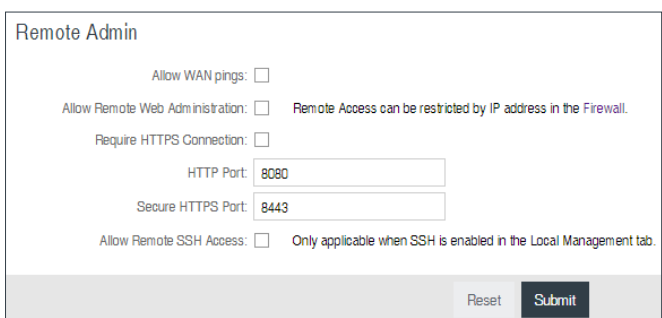 Remote Admin
Allow WAN pings:
Allow Remote Web Administration: Remote Access can be restricted by IP address in the Firewall.
Require HTTPS Connection:
HTTP Port: 8080
Secure HTTPS Port: 8443
Allow Remote SSH Access: Only applicable when SSH is enabled in the Local Management tab.
Reset Submit